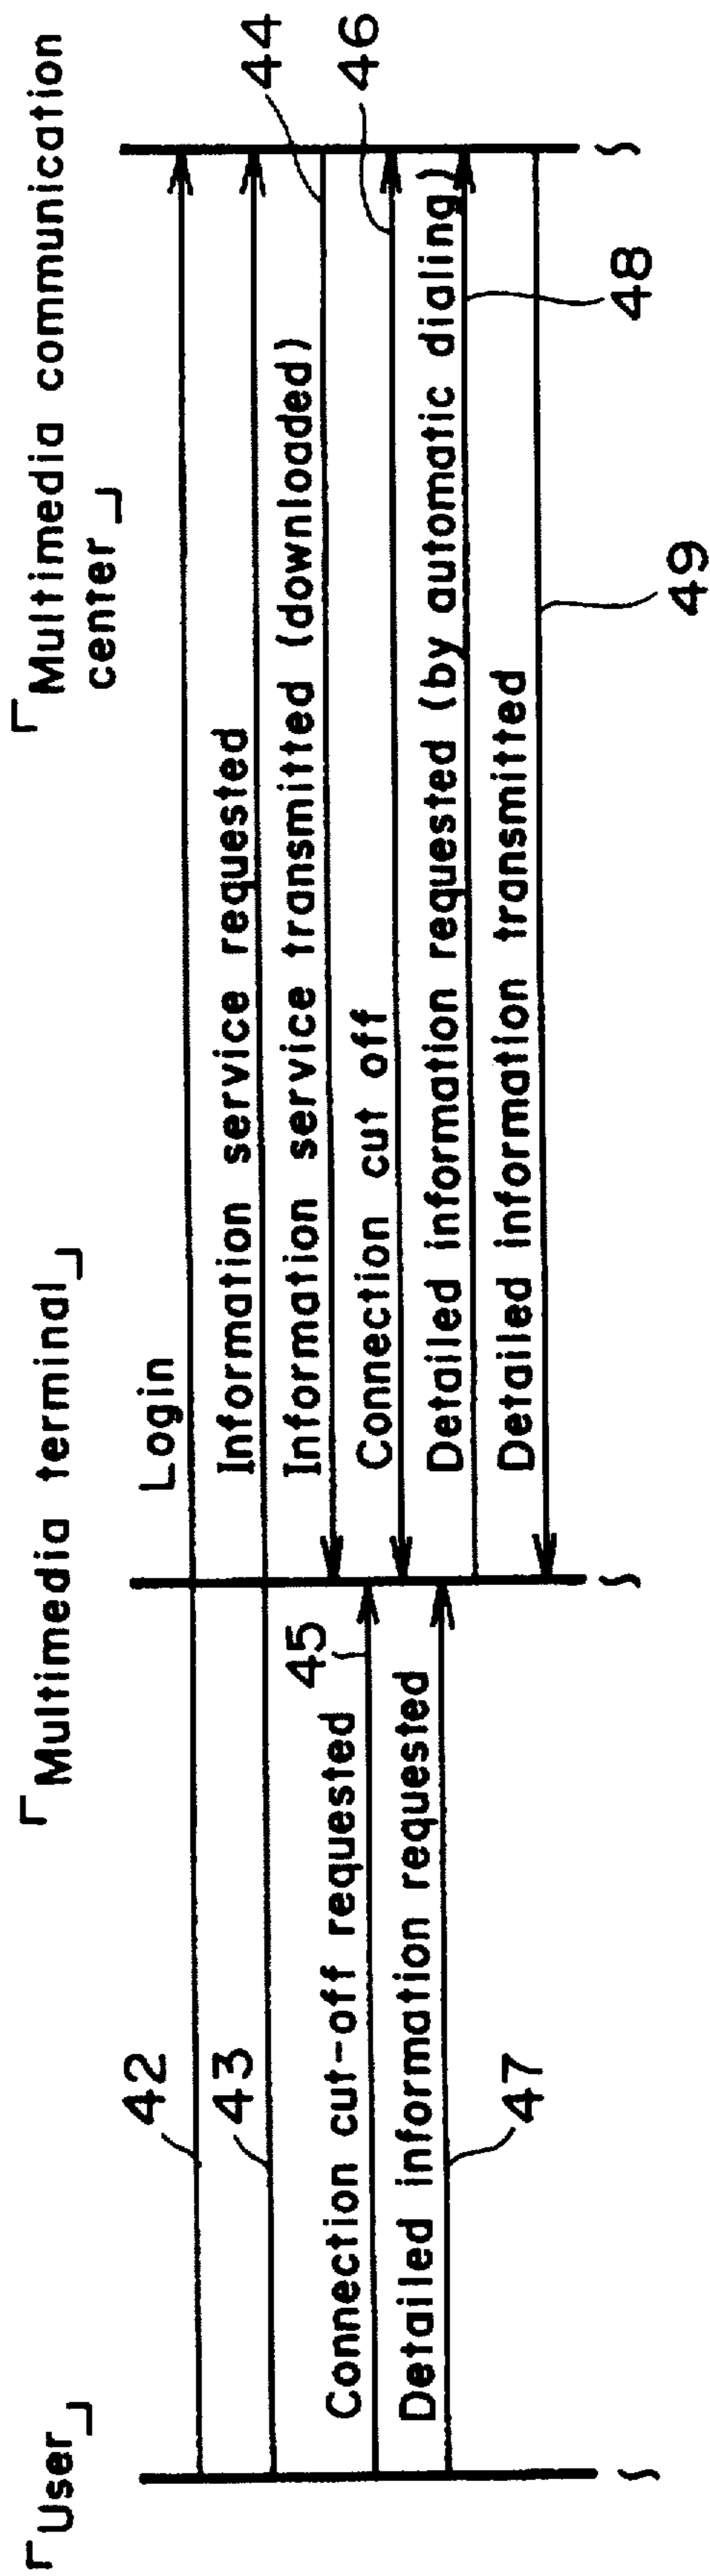 「User」
「Multimedia terminal」
「Multimedia communication
center」
42
Login
43
Information service requested
Information service transmitted (downloaded)
44
Connection cut-off requested
45
Connection cut off
46
Detailed information requested
47
Detailed information requested (by automatic dialing)
48
Detailed information transmitted
49